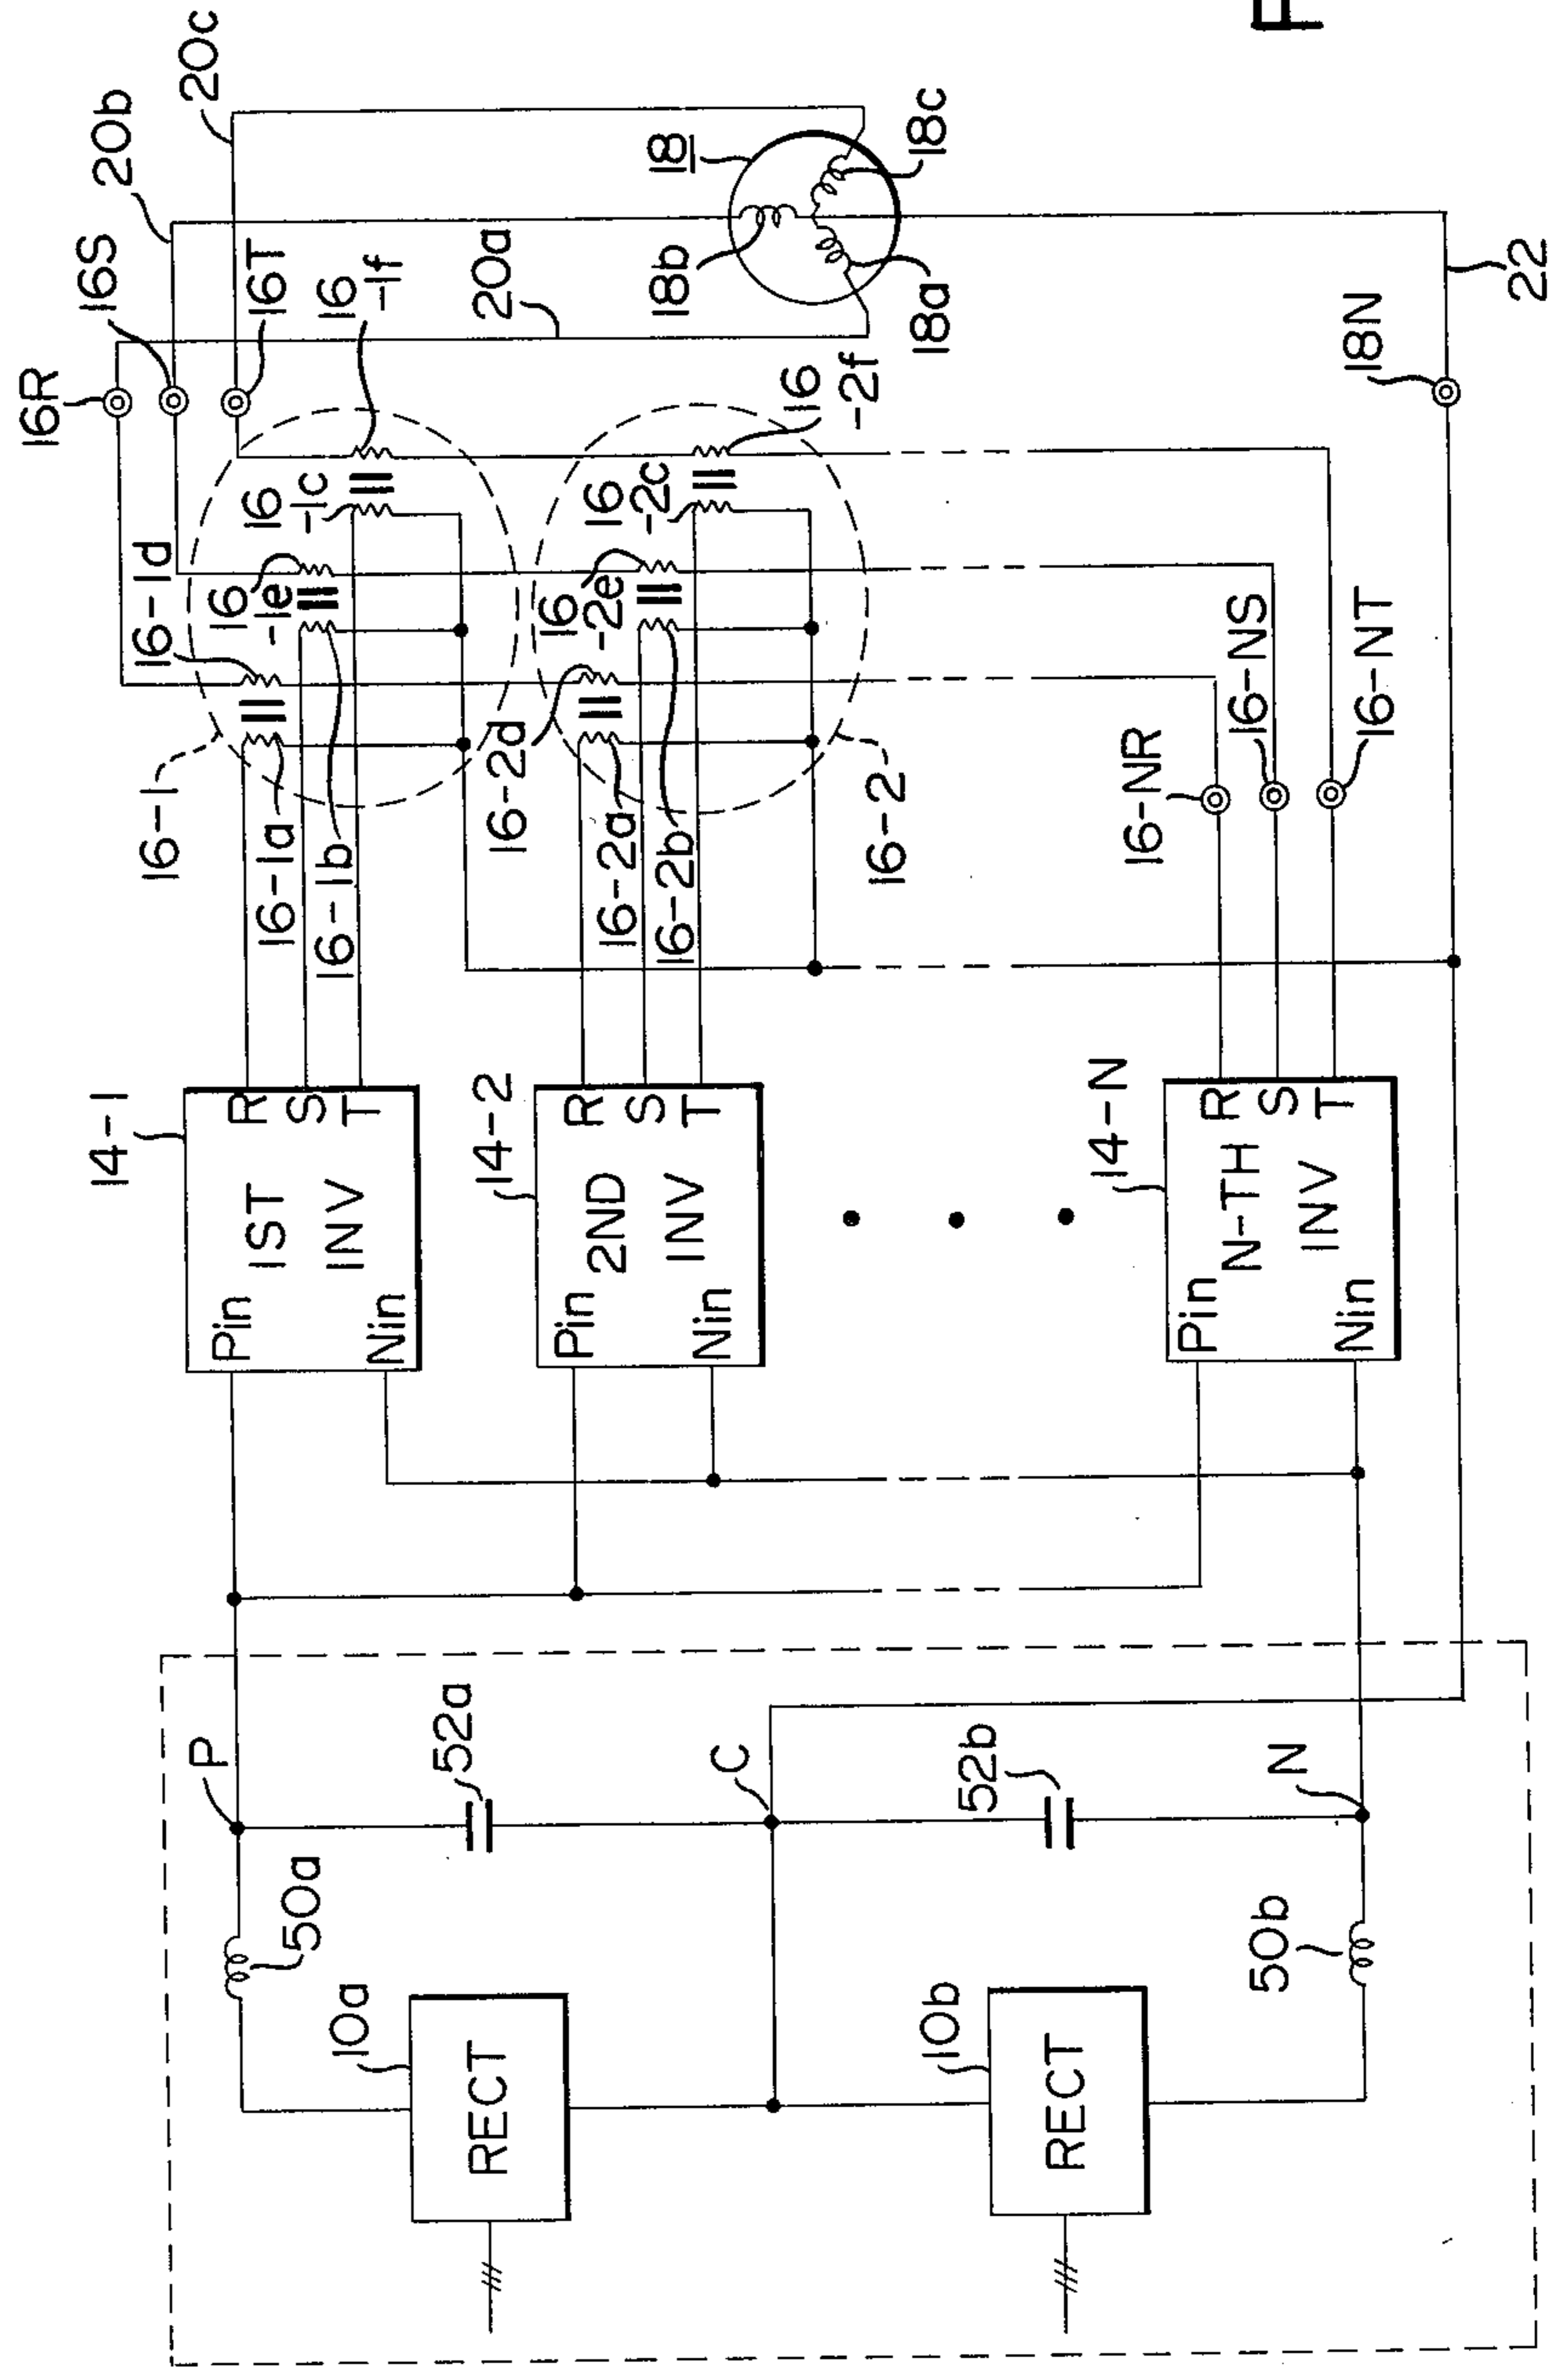 F
20c
20b
16S
16T
16
-1f
16R
18
18c
18b
20a
18a
22
18N
16
-2f
16
-1c
16
-2c
16-1d
16
-1e
16
-2e
16-NS
16-NT
16-1
16-1a
16-1b
16-2d
16-2a
16-2b
16-2
16-NR
14-1
R
S
T
1ST
INV
Pin
Nin
14-2
R
S
T
2ND
INV
Pin
Nin
14-N
R
S
T
N-TH
INV
Pin
Nin
P
52a
C
52b
N
50a
50b
10a
RECT
10b
RECT